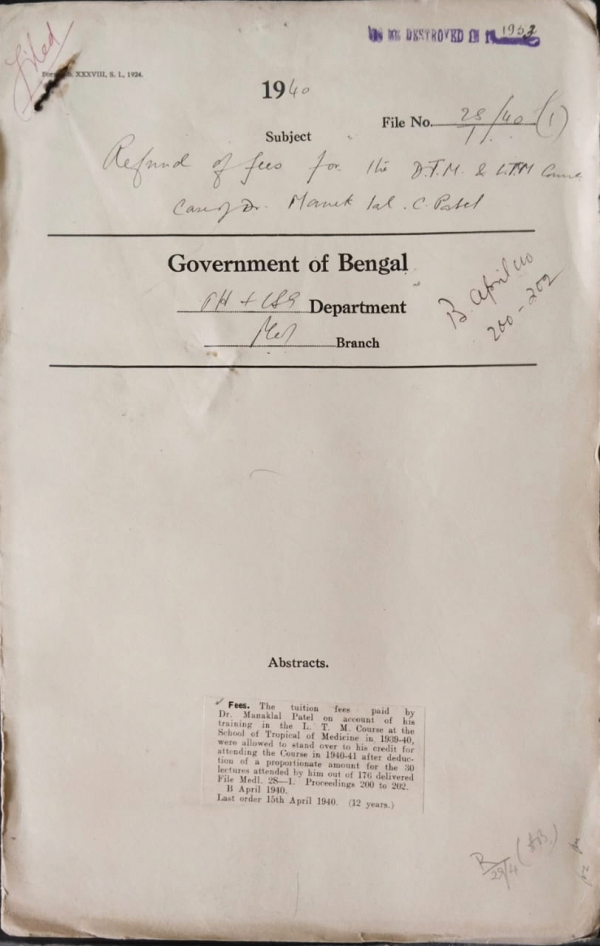 Filed
TO BE DESTROYED IN 1952
XXXVIII, S. I., 1924.
1940
File No. 28/40 (1)
11.
Subject
Refund of fees for the D.T.M. & L.T.M Course
Case of Dr. Manek lal . C. Patel
Government of Bengal
PH + LSG Department
Medl Branch
B April 40
200 - 202
Abstracts.
Fees. The tuition fees paid by
Dr. Manaklal Patel on account of his
training in the L. T. M. Course at the
School of Tropical of Medicine in 1939-40,
were allowed to stand over to his credit for
attending the Course in 1940-41 after deduc-
tion of a proportionate amount for the 30
lectures attended by him out of 176 delivered
File Medl. 28—1. Proceedings 200 to 202.
B April 1940.
Last order 15th April 1940. (12 years.)
29/4